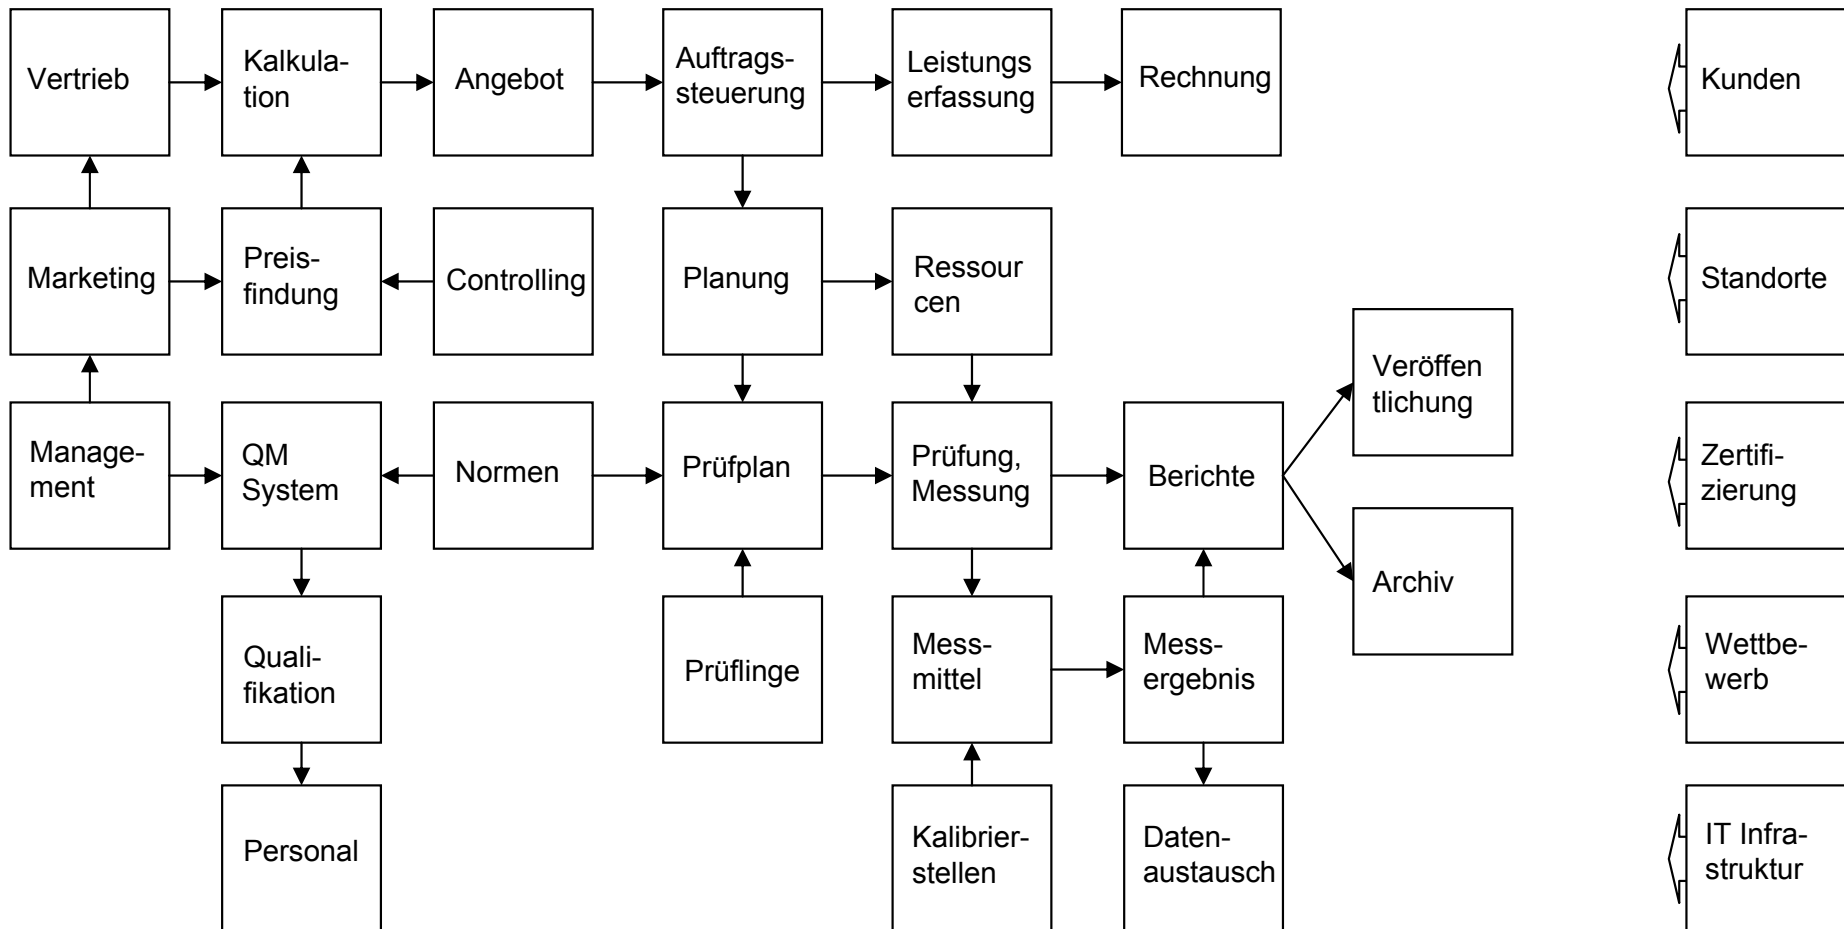 Vertrieb
Kalkula-
tion
Angebot
Auftrags-
steuerung
Leistungs
erfassung
Rechnung
Kunden
Marketing
Preis-
findung
Controlling
Planung
Ressour
cen
Standorte
Veröffen
tlichung
Manage-
ment
QM
System
Normen
Prüfplan
Prüfung,
Messung
Berichte
Zertifi-
zierung
Archiv
Quali-
fikation
Prüflinge
Mess-
mittel
Mess-
ergebnis
Wettbe-
werb
Personal
Kalibrier-
stellen
Daten-
austausch
IT Infra-
struktur